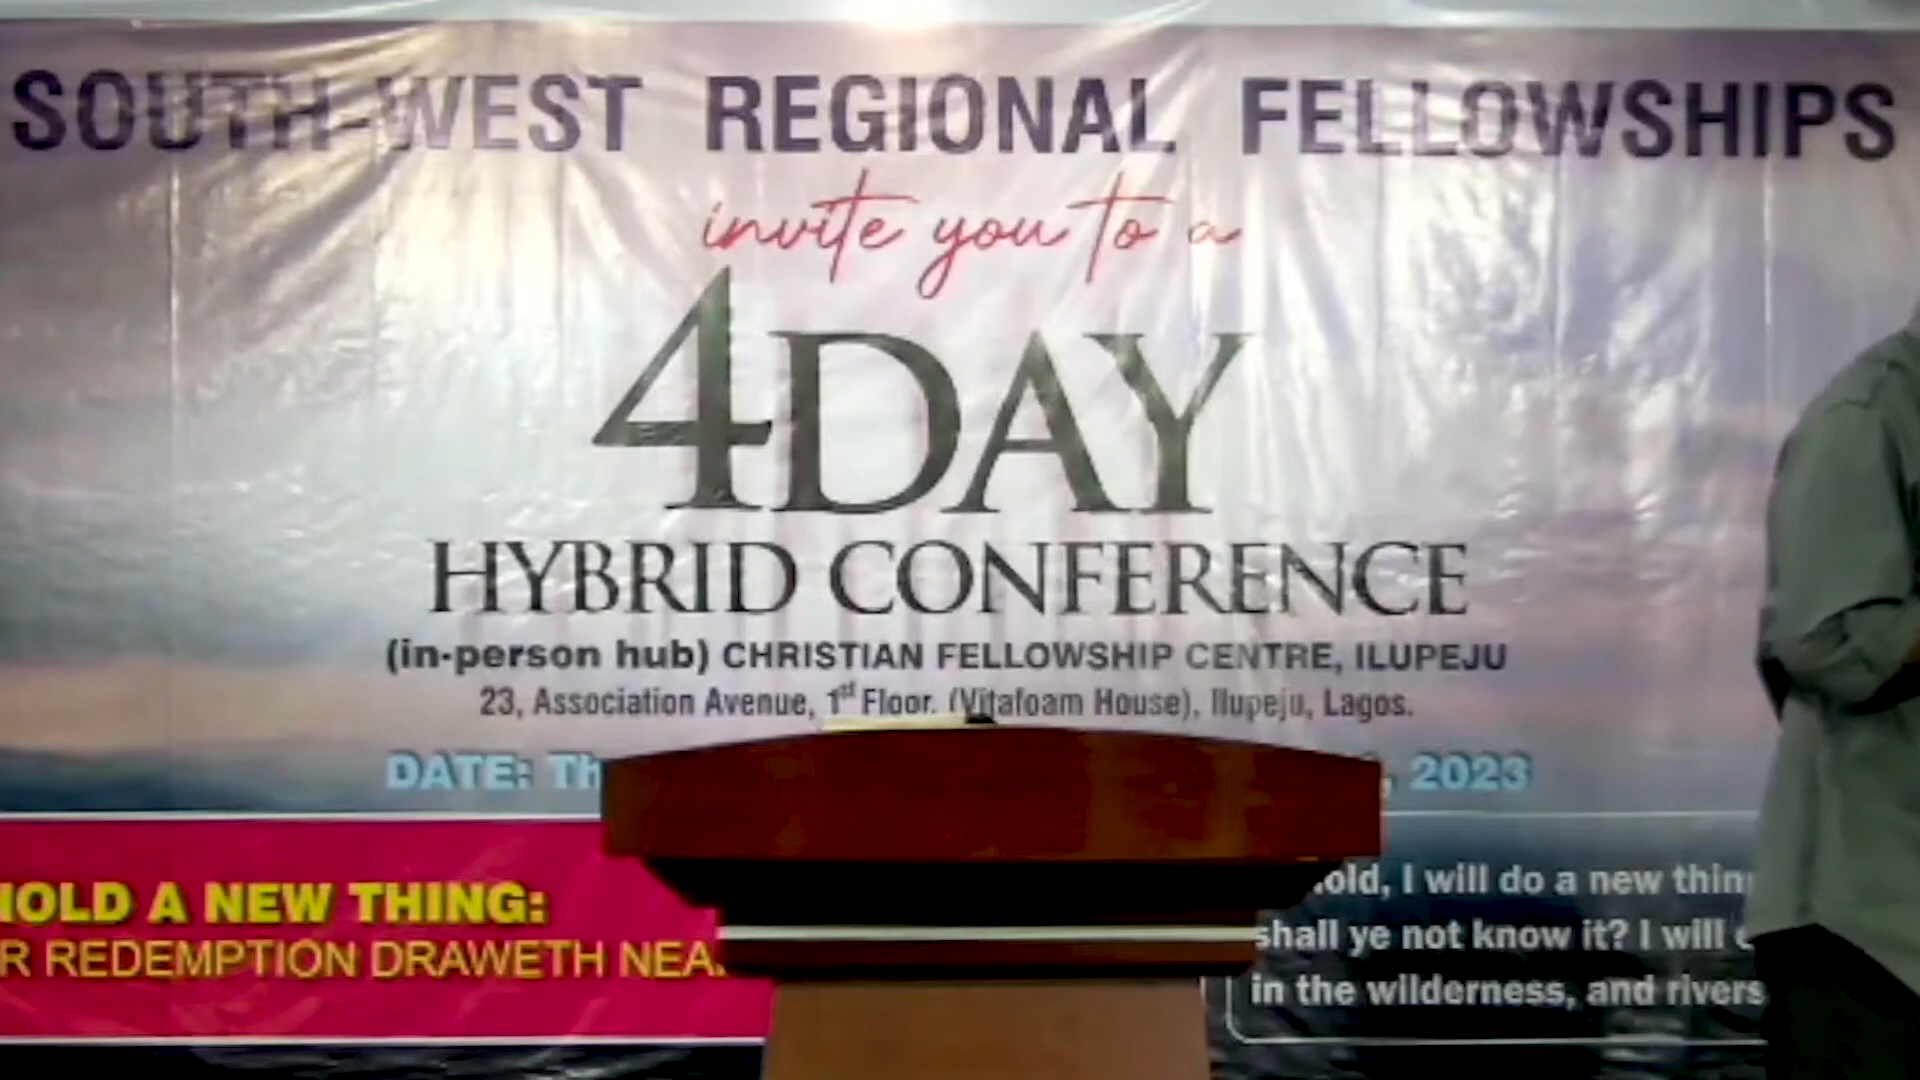 SOUTH-WEST REGIONAL FELLOWSHIPS
invite you to a
4DAY
HYBRID CONFERENCE
(in-person hub) CHRISTIAN FELLOWSHIP CENTRE, ILUPEJU
23, Association Avenue, 1st Floor. (Vitafoam House), Ilupeju, Lagos.
DATE: Th , 2023
HOLD A NEW THING:
R REDEMPTION DRAWETH NEA
old, I will do a new thin
shall ye not know it? I will
in the wilderness, and rivers